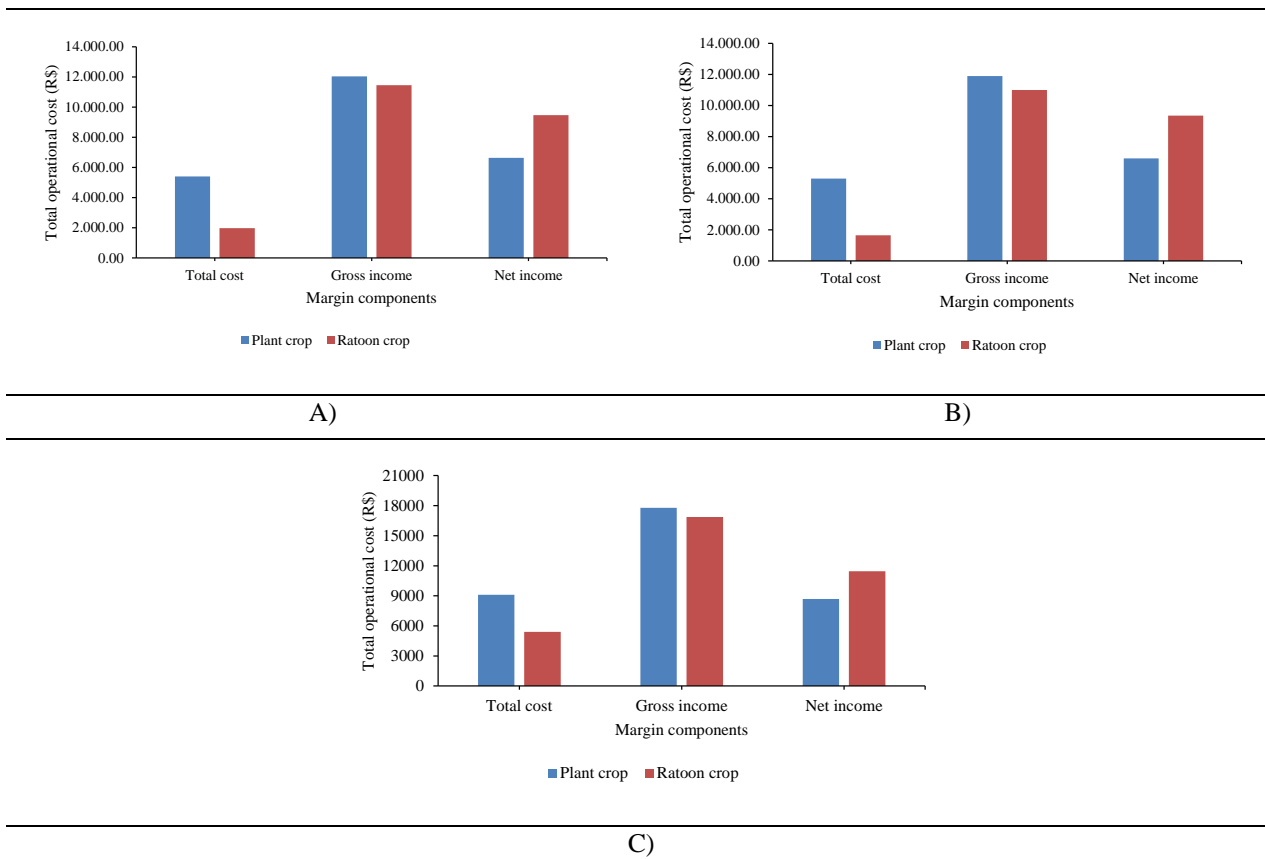 Total operational cost (R$)
14.000.00
12.000.00
10.000.00
8.000.00
6.000.00
4.000.00
2.000.00
0.00
Total cost Gross income Net income
Margin components
Plant crop Ratoon crop
Total operational cost (R$)
14.000.00
12.000.00
10.000.00
8.000.00
6.000.00
4.000.00
2.000.00
0.00
Total cost Gross income Net income
Margin components
Plant crop Ratoon crop
A) B)
Total operational cost (R$)
21000
18000
15000
12000
9000
6000
3000
0
Total cost Gross income Net income
Margin components
Plant crop Ratoon crop
C)